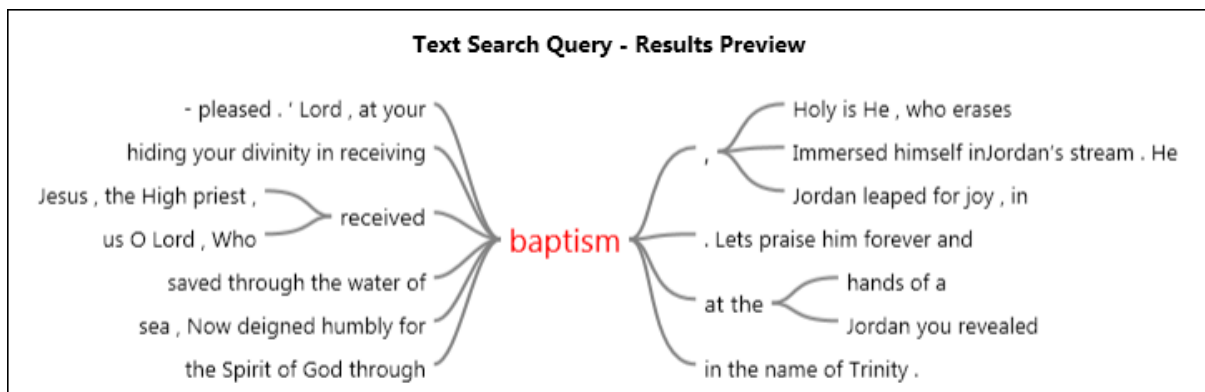 Text Search Query - Results Preview
- pleased . ' Lord , at your
hiding your divinity in receiving
Jesus , the High priest ,
us O Lord , Who
received
saved through the water of
sea , Now deigned humbly for
the Spirit of God through
baptism
,
Holy is He , who erases
Immersed himself inJordan's stream . He
Jordan leaped for joy , in
. Lets praise him forever and
at the
hands of a
Jordan you revealed
in the name of Trinity .